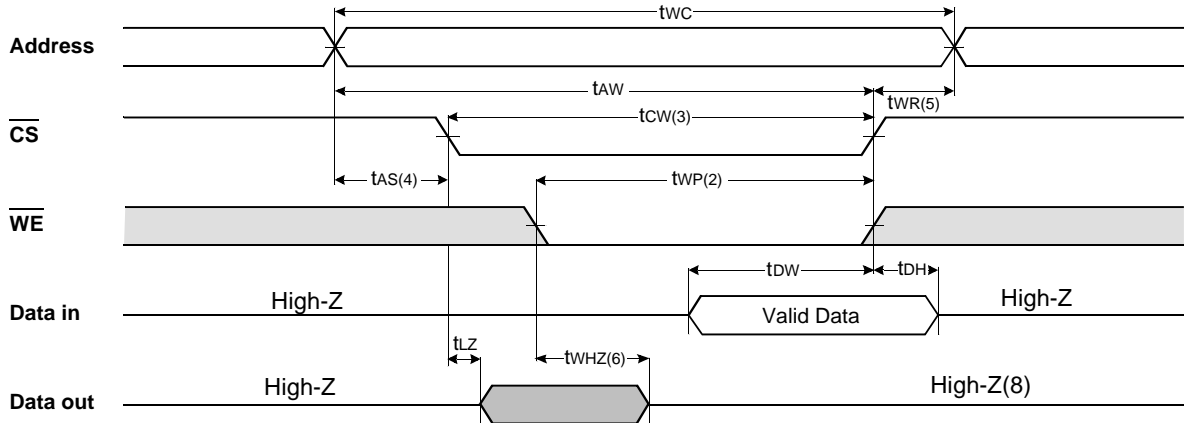 tWC
Address
tAW
tWR(5)
tCW(3)
CS
tAS(4)
tWP(2)
WE
tDW
tDH
High-Z
High-Z
Data in
Valid Data
tLZ
tWHZ(6)
High-Z
High-Z(8)
Data out